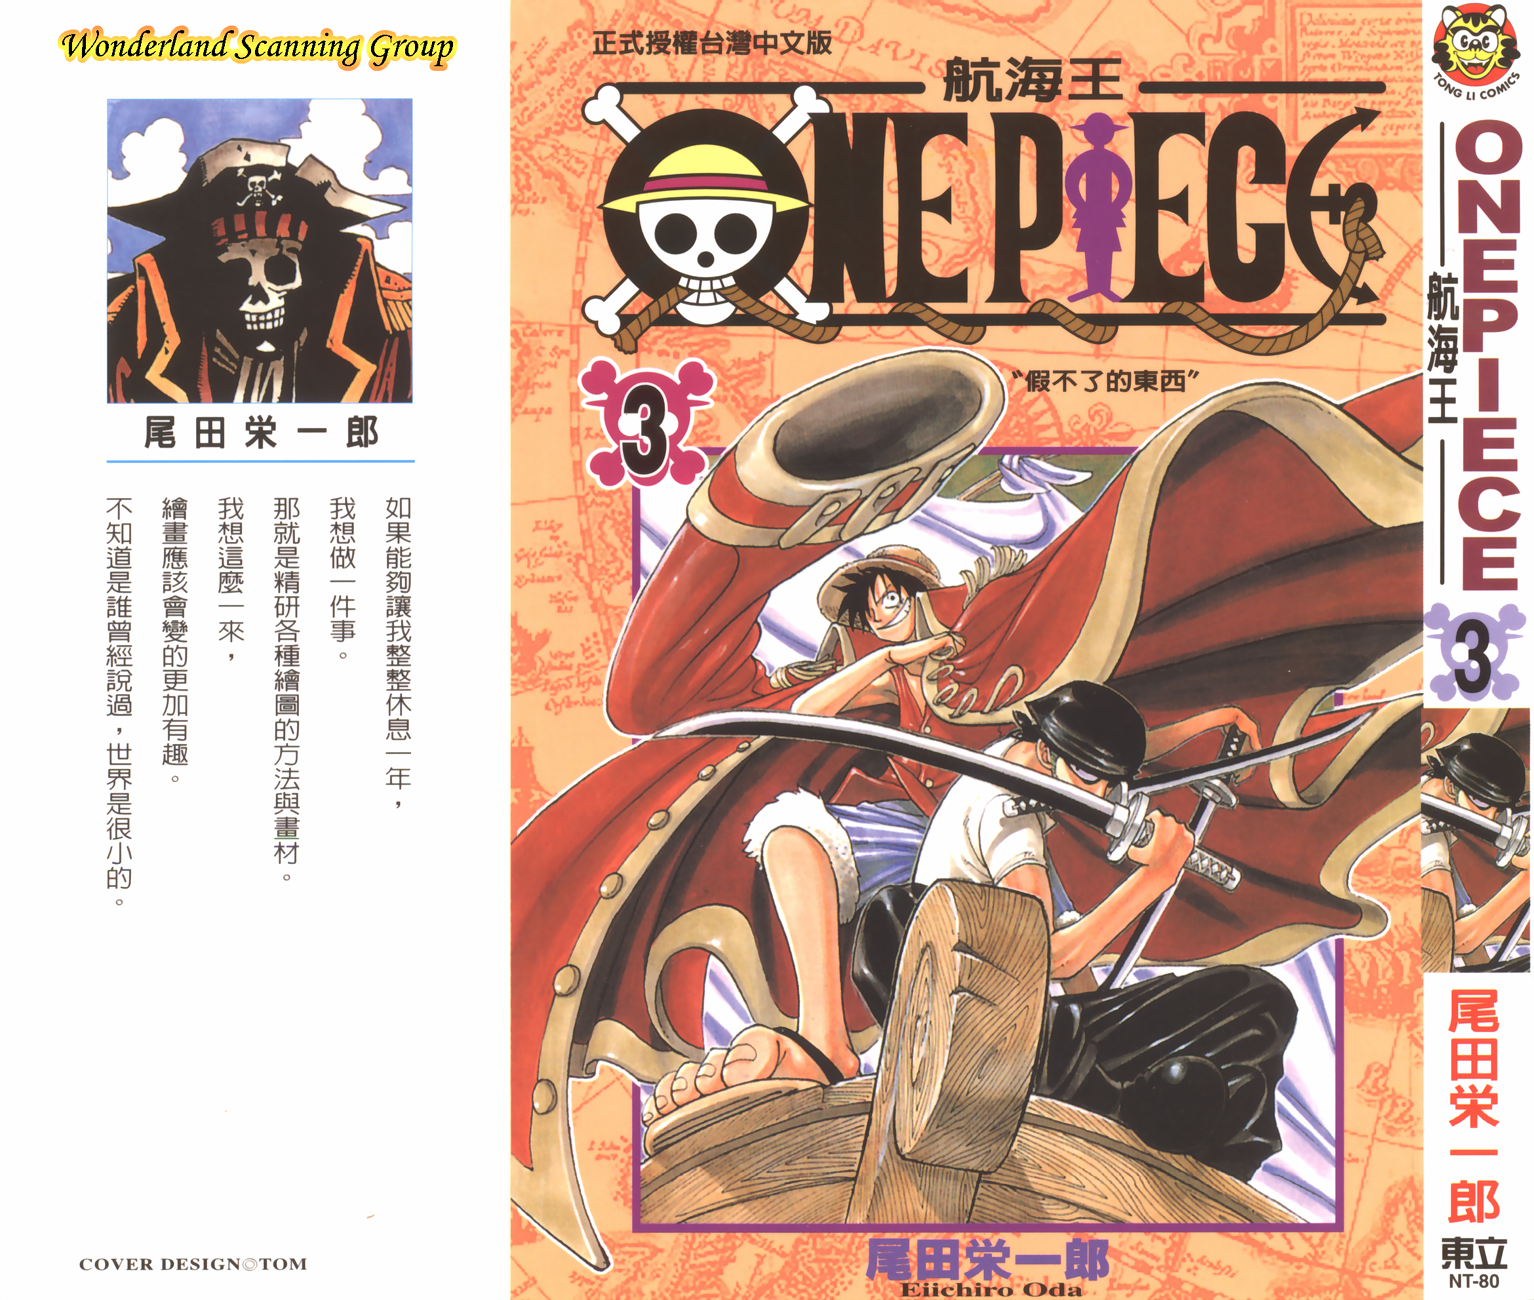 Wonderland Scanning Group
尾田栄一郎
如果能夠讓我整整休息一年，
我想做一件事。
那就是精研各種繪圖的方法與畫材。
我想這麼一來，
繪畫應該會變的更加有趣。
不知道是誰曾經說過，世界是很小的。
COVER DESIGN◎TOM
正式授權台灣中文版
航海王
ONE PIECE
3
“假不了的東西”
尾田栄一郎
Eiichiro Oda
TONG LI COMICS
ONE PIECE
航海王
3
尾田栄一郎
東立
NT-80